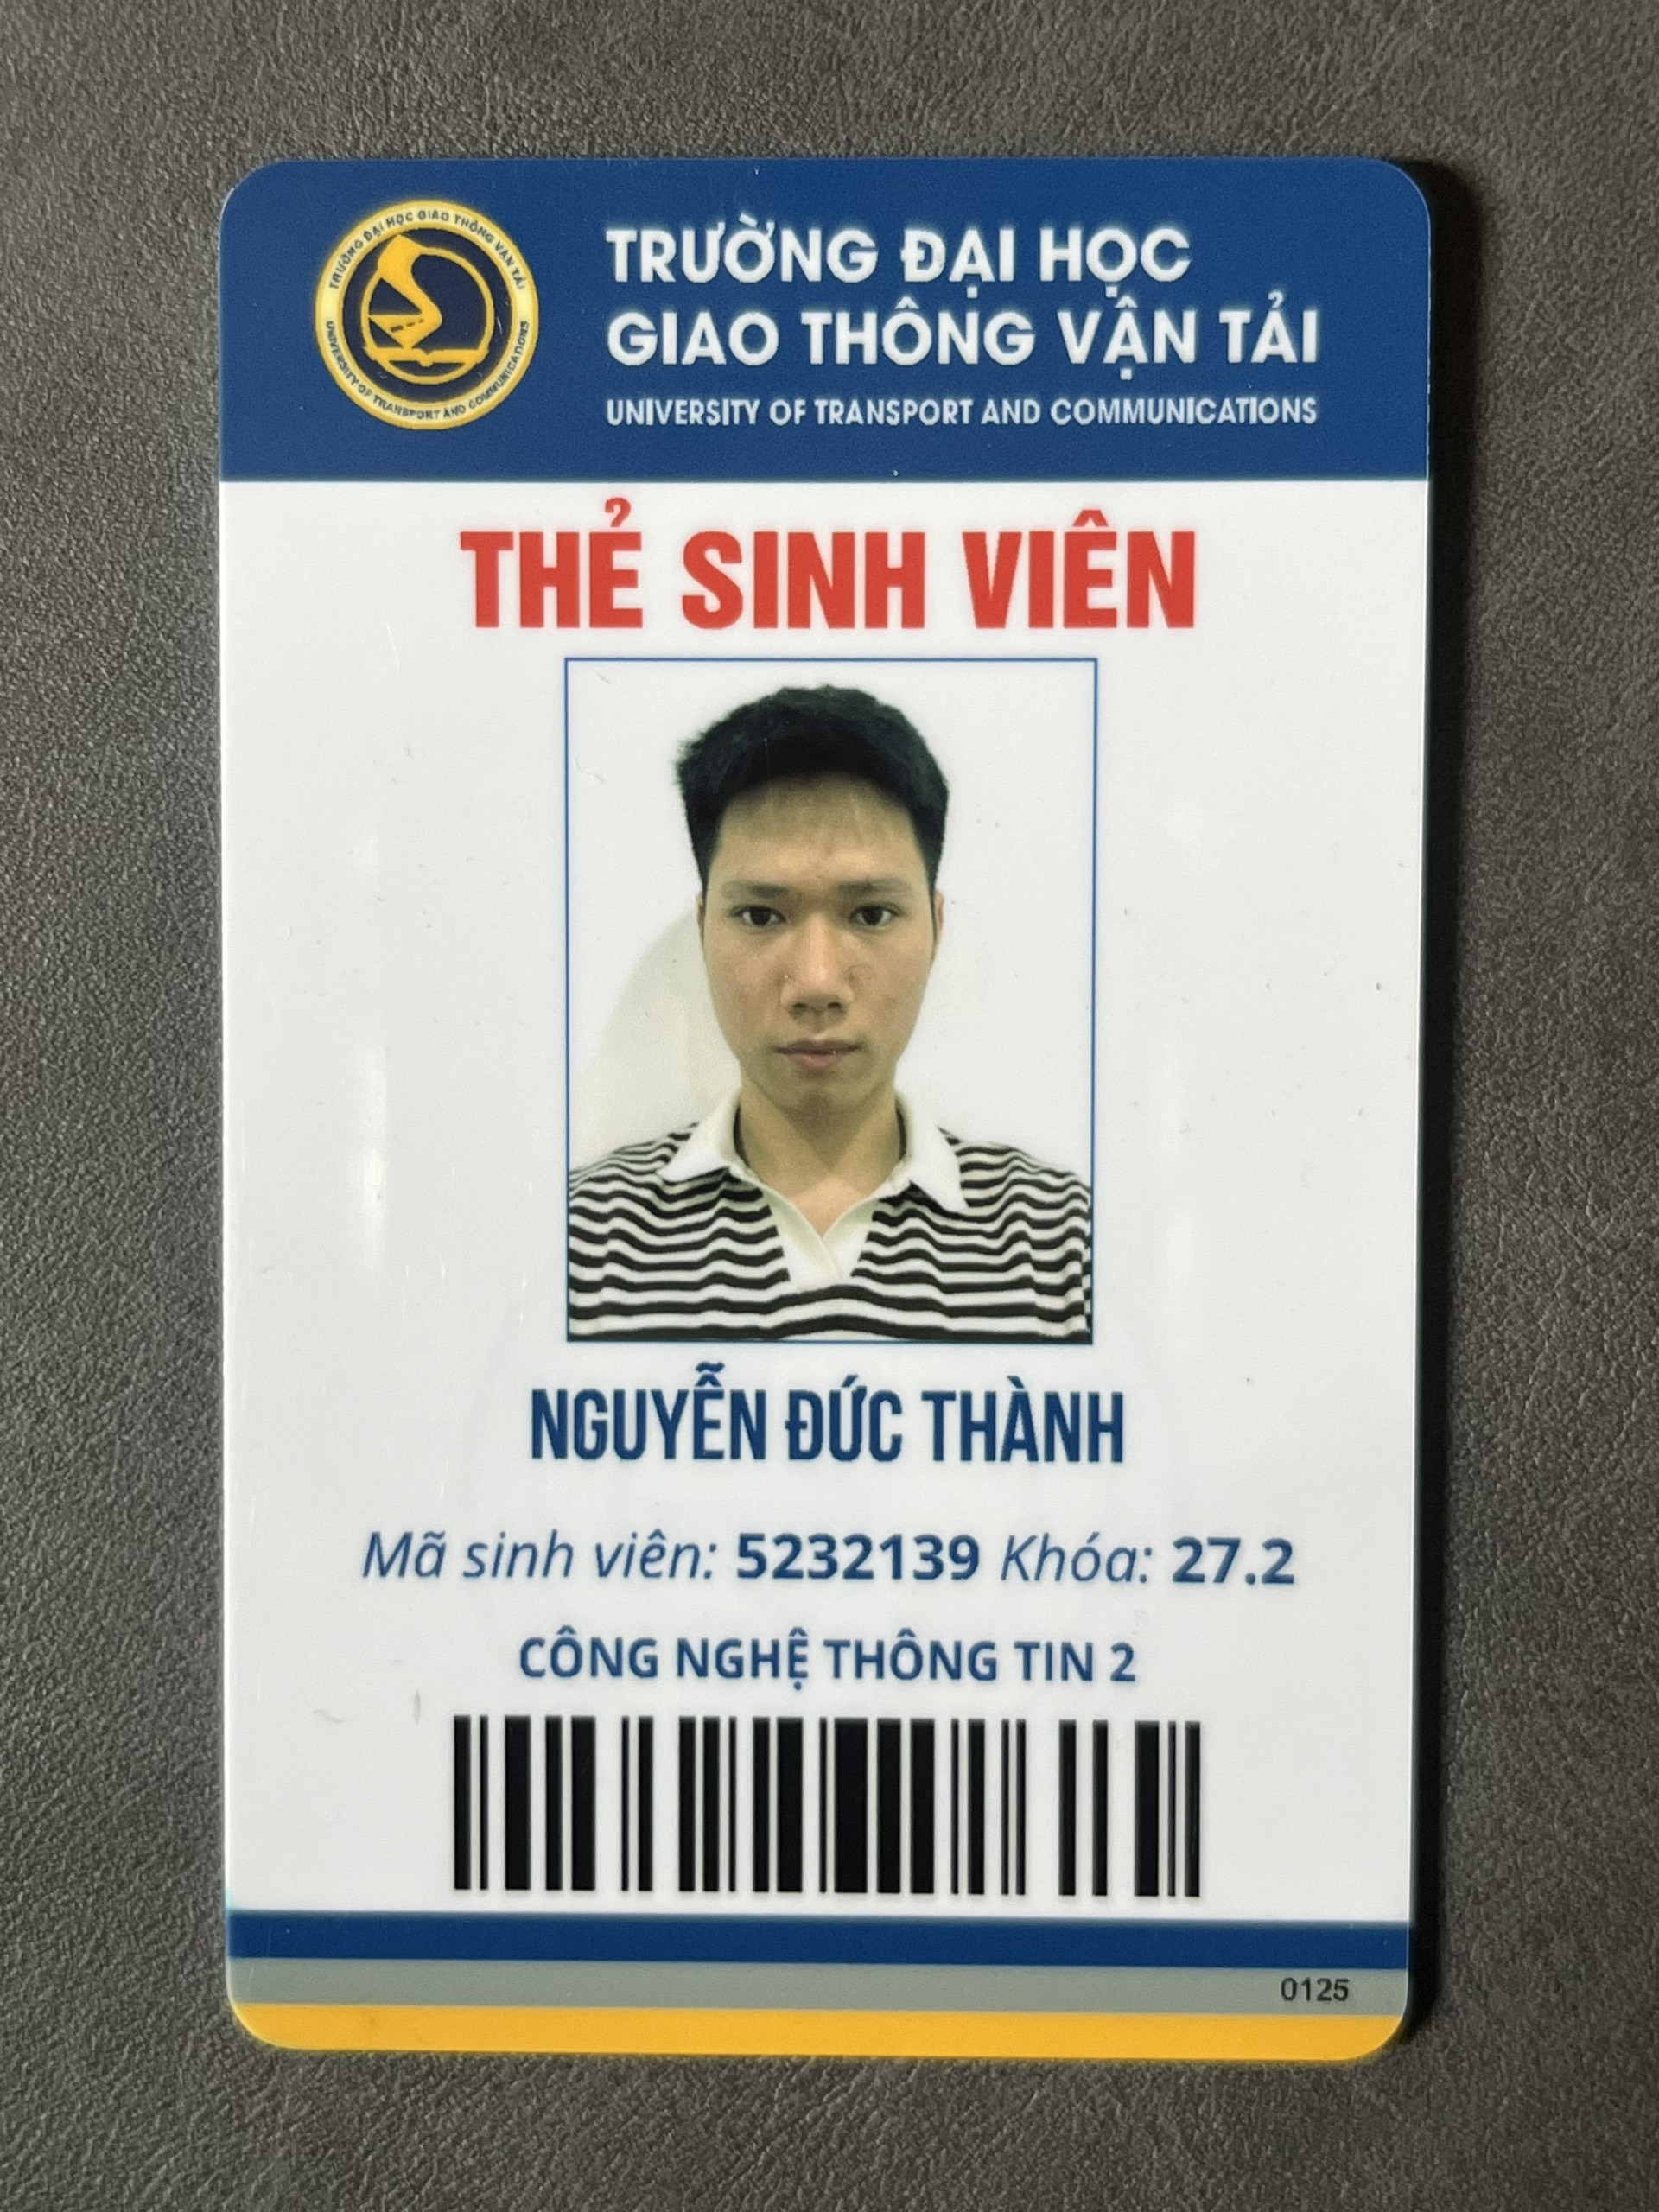 TRƯỜNG ĐẠI HỌC GIAO THÔNG VẬN TẢI
UNIVERSITY OF TRANSPORT AND COMMUNICATIONS
TRƯỜNG ĐẠI HỌC
GIAO THÔNG VẬN TẢI
UNIVERSITY OF TRANSPORT AND COMMUNICATIONS
THẺ SINH VIÊN
NGUYỄN ĐỨC THÀNH
Mã sinh viên: 5232139 Khóa: 27.2
CÔNG NGHỆ THÔNG TIN 2
0125